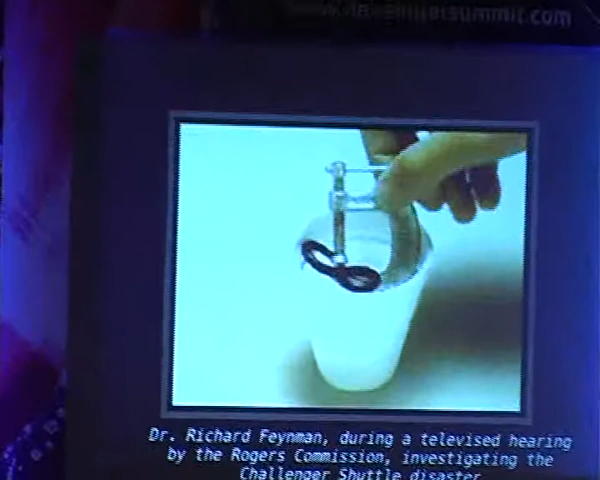 Dr. Richard Feynman, during a televised hearing
by the Rogers Commission, investigating the
Challenger Shuttle disaster